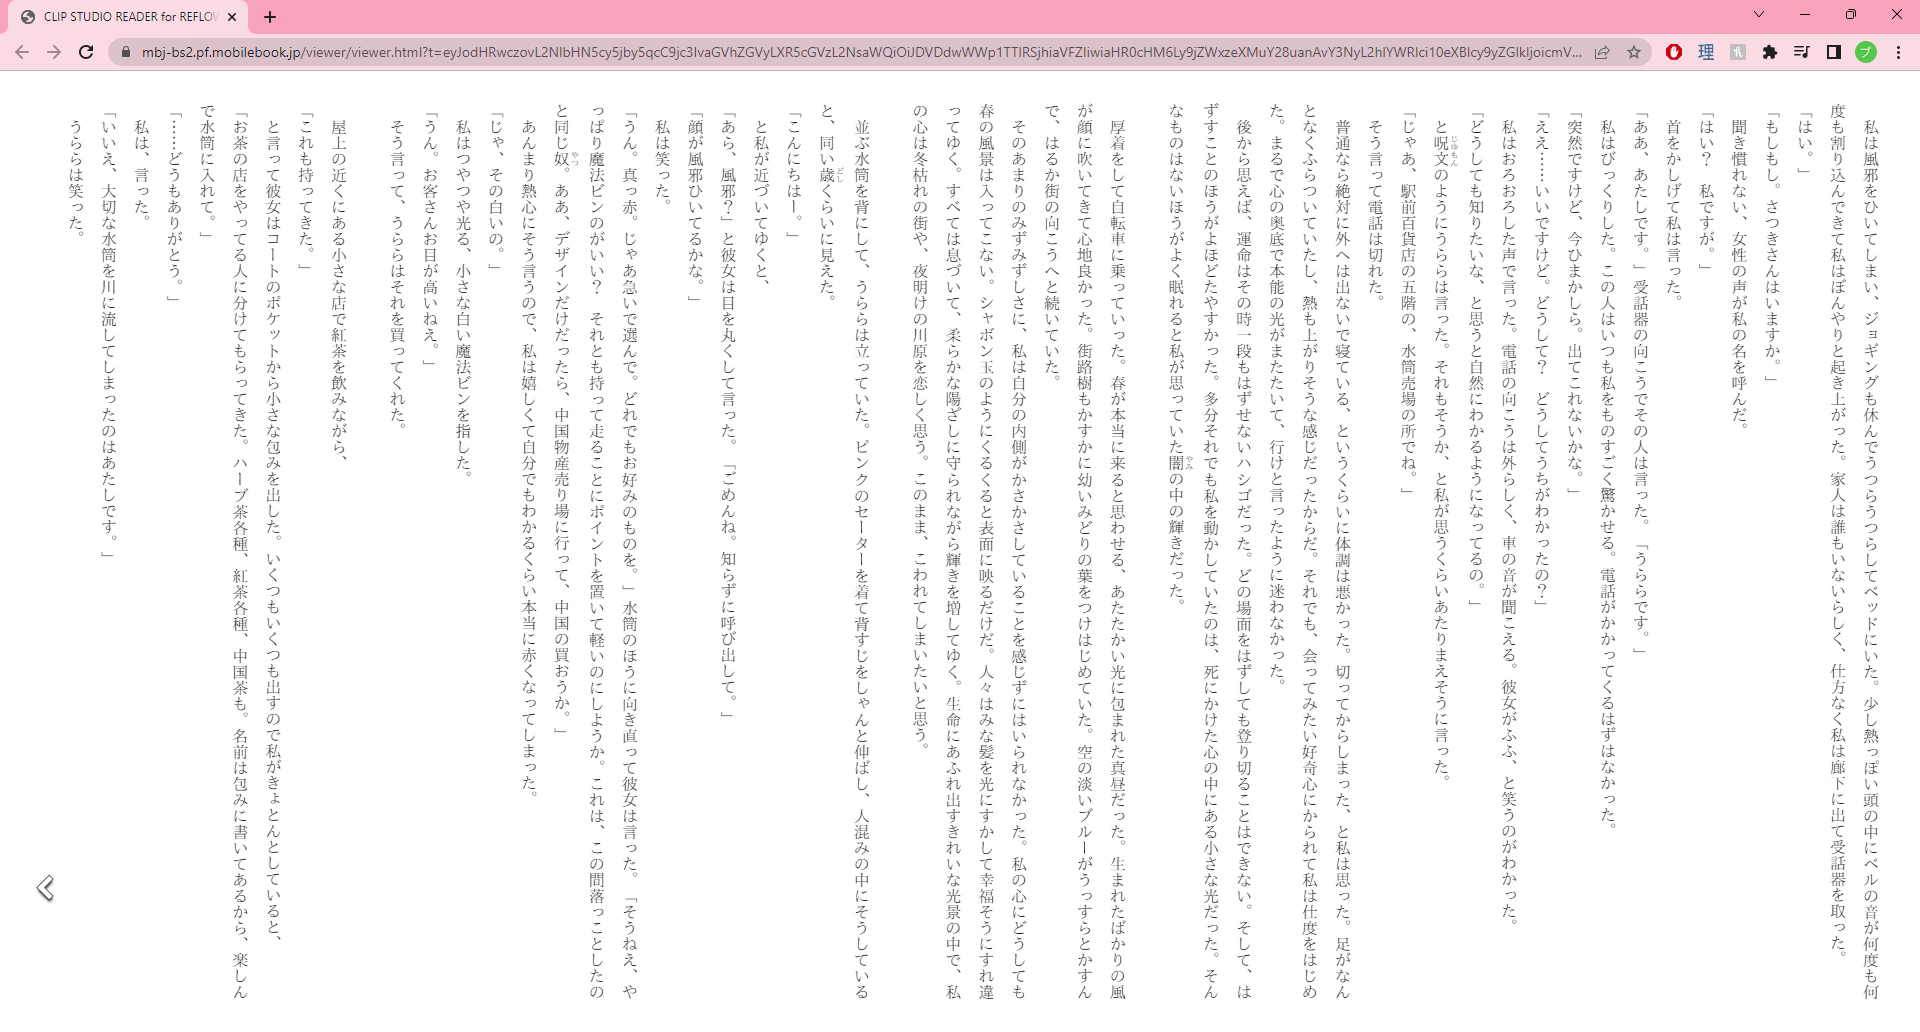 CLIP STUDIO READER for REFLOW
mbj-bs2.pf.mobilebook.jp/viewer/viewer.html?t=eyJodHRwczovL2NlbHN5cy5jby5qcC9jc3IvaGVhZGVyLXR5cGVzL2NsaWQiOiJDVDdwWWp1TTlRSjhiaVFZIiwiaHR0cHM6Ly9jZWxzeXMuY28uanAvY3NyL2hlYWRlci10eXBlcy9yZGlkIjoicmV...
理
ブ
私は風邪をひいてしまい、ジョギングも休んでうつらうつらしてベッドにいた。少し熱っぽい頭の中にベルの音が何度も何
度も割り込んできて私はぼんやりと起き上がった。家人は誰もいないらしく、仕方なく私は廊下に出て受話器を取った。
「はい。」
「もしもし。さつきさんはいますか。」
聞き慣れない、女性の声が私の名を呼んだ。
「はい？　私ですが。」
首をかしげて私は言った。
「ああ、あたしです。」受話器の向こうでその人は言った。「うららです。」
私はびっくりした。この人はいつも私をものすごく驚かせる。電話がかかってくるはずはなかった。
「突然ですけど、今ひまかしら。出てこれないかな。」
「ええ……いいですけど。どうして？　どうしてうちがわかったの？」
私はおろおろした声で言った。電話の向こうは外らしく、車の音が聞こえる。彼女がふふ、と笑うのがわかった。
「どうしても知りたいな、と思うと自然にわかるようになってるの。」
と呪文のようにうららは言った。それもそうか、と私が思うくらいあたりまえそうに言った。
じゅもん
「じゃあ、駅前百貨店の五階の、水筒売場の所でね。」
そう言って電話は切れた。
普通なら絶対に外へは出ないで寝ている、というくらいに体調は悪かった。切ってからしまった、と私は思った。足がなん
となくふらついていたし、熱も上がりそうな感じだったからだ。それでも、会ってみたい好奇心にかられて私は仕度をはじめ
た。まるで心の奥底で本能の光がまたたいて、行けと言ったように迷わなかった。
後から思えば、運命はその時一段もはずせないハシゴだった。どの場面をはずしても登り切ることはできない。そして、は
ずすことのほうがよほどたやすかった。多分それでも私を動かしていたのは、死にかけた心の中にある小さな光だった。そん
なものはないほうがよく眠れると私が思っていた闇の中の輝きだった。
やみ
厚着をして自転車に乗っていった。春が本当に来ると思わせる、あたたかい光に包まれた真昼だった。生まれたばかりの風
が顔に吹いてきて心地良かった。街路樹もかすかに幼いみどりの葉をつけはじめていた。空の淡いブルーがうっすらとかすん
で、はるか街の向こうへと続いていた。
そのあまりのみずみずしさに、私は自分の内側がかさかさしていることを感じずにはいられなかった。私の心にどうしても
春の風景は入ってこない。シャボン玉のようにくるくると表面に映るだけだ。人々はみな髪を光にすかして幸福そうにすれ違
ってゆく。すべては息づいて、柔らかな陽ざしに守られながら輝きを増してゆく。生命にあふれ出すきれいな光景の中で、私
の心は冬枯れの街や、夜明けの川原を恋しく思う。このまま、こわれてしまいたいと思う。
並ぶ水筒を背にして、うららは立っていた。ピンクのセーターを着て背すじをしゃんと伸ばし、人混みの中にそうしている
と、同い歳くらいに見えた。
どし
「こんにちはー。」
と私が近づいてゆくと、
「あら、風邪？」と彼女は目を丸くして言った。「ごめんね。知らずに呼び出して。」
「顔が風邪ひいてるかな。」
私は笑った。
「うん。真っ赤。じゃあ急いで選んで。どれでもお好みのものを。」水筒のほうに向き直って彼女は言った。「そうねえ、や
っぱり魔法ビンのがいい？　それとも持って走ることにポイントを置いて軽いのにしようか。これは、この間落っことしたの
と同じ奴。ああ、デザインだけだったら、中国物産売り場に行って、中国の買おうか。」
やつ
あんまり熱心にそう言うので、私は嬉しくて自分でもわかるくらい本当に赤くなってしまった。
「じゃ、その白いの。」
私はつやつや光る、小さな白い魔法ビンを指した。
「うん。お客さんお目が高いねえ。」
そう言って、うららはそれを買ってくれた。
屋上の近くにある小さな店で紅茶を飲みながら、
「これも持ってきた。」
と言って彼女はコートのポケットから小さな包みを出した。いくつもいくつも出すので私がきょとんとしていると、
「お茶の店をやってる人に分けてもらってきた。ハーブ茶各種、紅茶各種、中国茶も。名前は包みに書いてあるから、楽しん
で水筒に入れて。」
「……どうもありがとう。」
私は、言った。
「いいえ、大切な水筒を川に流してしまったのはあたしです。」
うららは笑った。